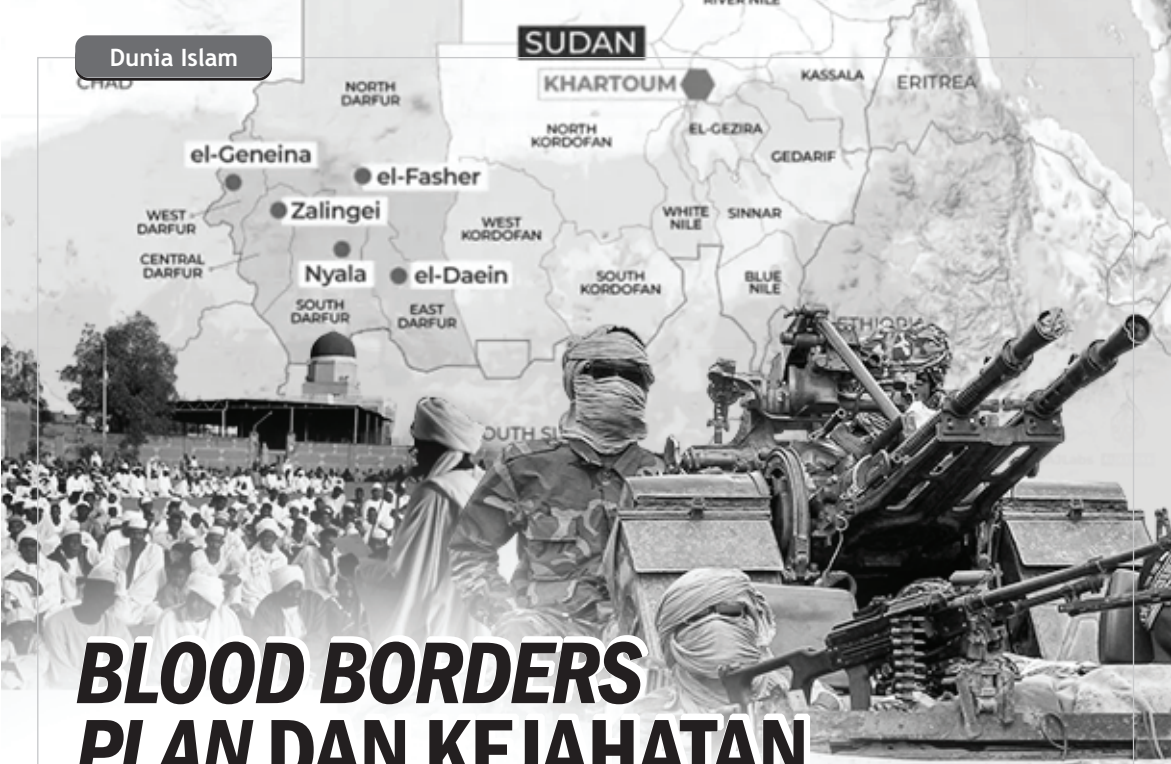 RIVER NILE
SUDAN
Dunia Islam
CHAD
KHARTOUM
KASSALA
ERITREA
NORTH
DARFUR
NORTH
KORDOFAN
EL-GEZIRA
GEDARIF
el-Geneina
el-Fasher
Zalingei
WEST
DARFUR
WEST
KORDOFAN
WHITE
NILE
SINNAR
CENTRAL
DARFUR
Nyala
el-Daein
SOUTH
KORDOFAN
BLUE
NILE
SOUTH
DARFUR
EAST
DARFUR
ETHIOPIA
OUTH SU
BLOOD BORDERS
PLAN DAN KEJAHATAN